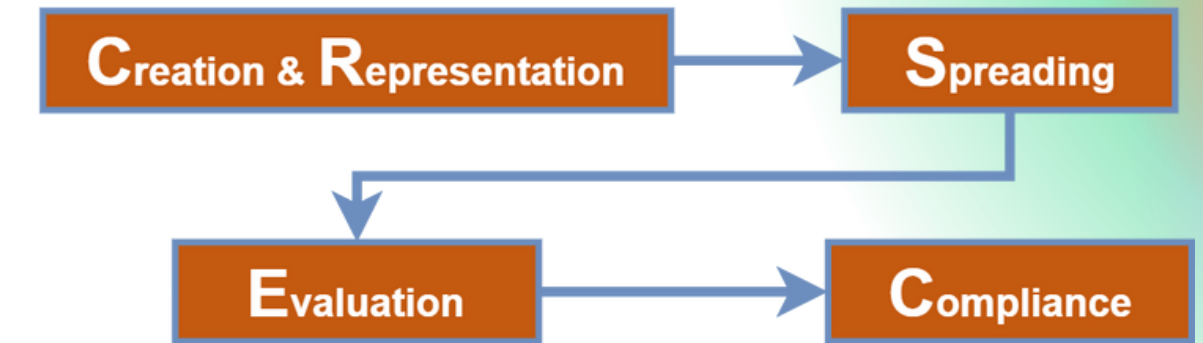 Creation & Representation
Spreading
Evaluation
Compliance